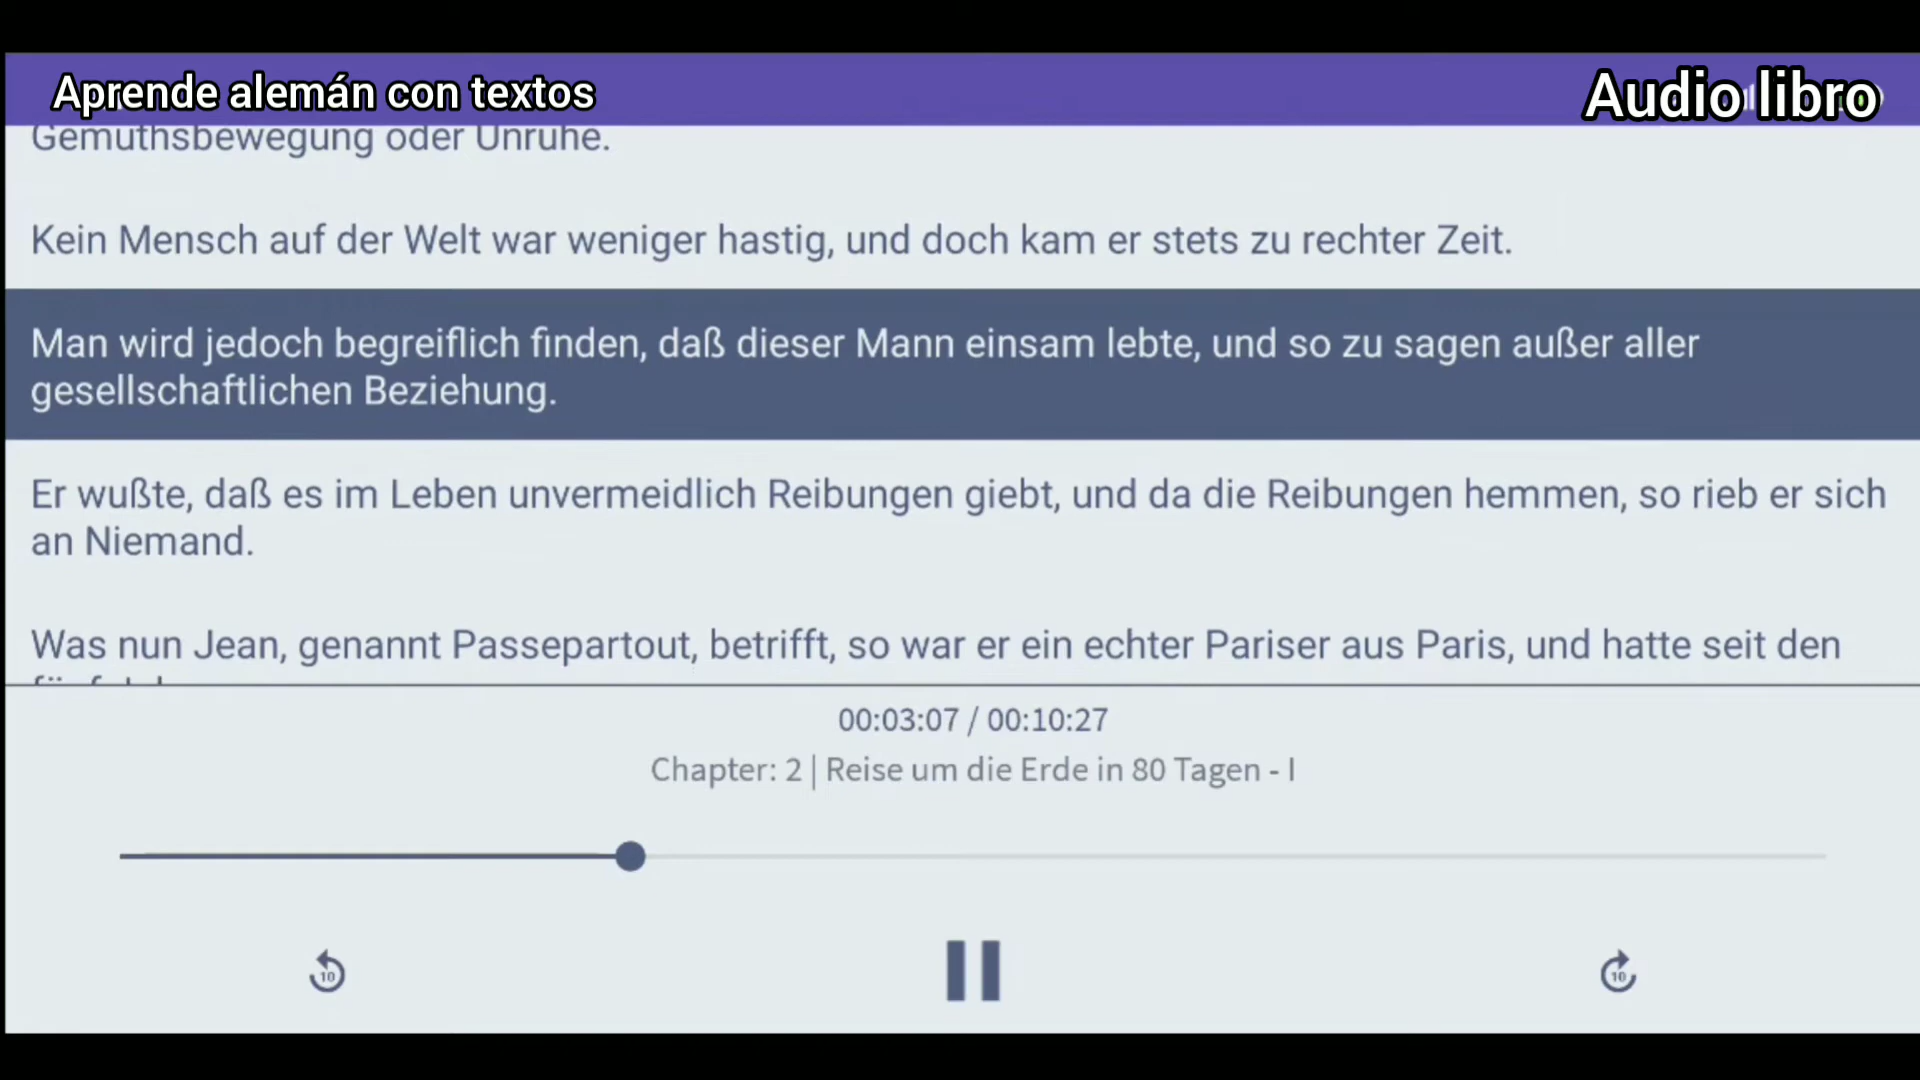 Aprende alemán con textos
Audio libro
Gemüthsbewegung oder Unruhe.
Kein Mensch auf der Welt war weniger hastig, und doch kam er stets zu rechter Zeit.
Man wird jedoch begreiflich finden, daß dieser Mann einsam lebte, und so zu sagen außer aller
gesellschaftlichen Beziehung.
Er wußte, daß es im Leben unvermeidlich Reibungen giebt, und da die Reibungen hemmen, so rieb er sich
an Niemand.
Was nun Jean, genannt Passepartout, betrifft, so war er ein echter Pariser aus Paris, und hatte seit den
00:03:07 / 00:10:27
Chapter: 2 | Reise um die Erde in 80 Tagen - I
10
10